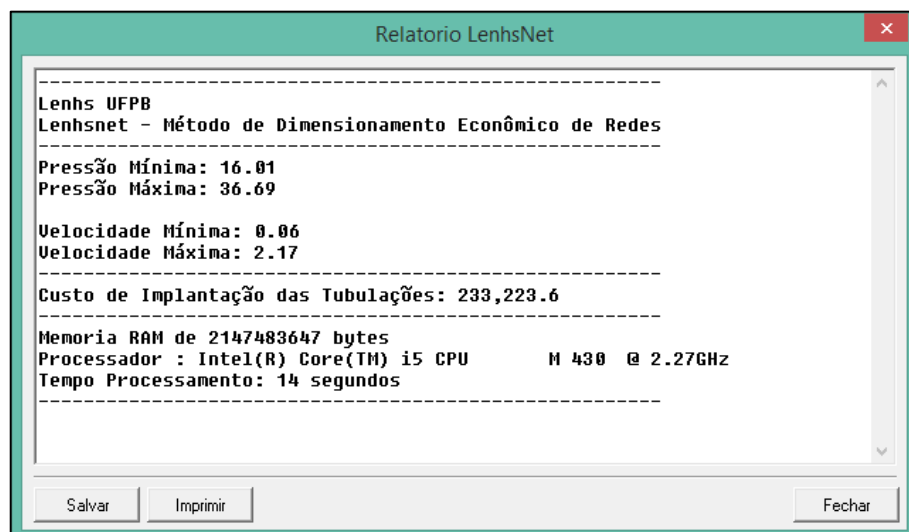 Relatorio LenhsNet
Lenhs UFPB
Lenhsnet - Método de Dimensionamento Econômico de Redes
Pressão Mínima: 16.01
Pressão Máxima: 36.69
Velocidade Mínima: 0.06
Velocidade Máxima: 2.17
Custo de Implantação das Tubulações: 233,223.6
Memoria RAM de 2147483647 bytes
Processador : Intel(R) Core(TM) i5 CPU       M 430  @ 2.27GHz
Tempo Processamento: 14 segundos
Salvar Imprimir Fechar